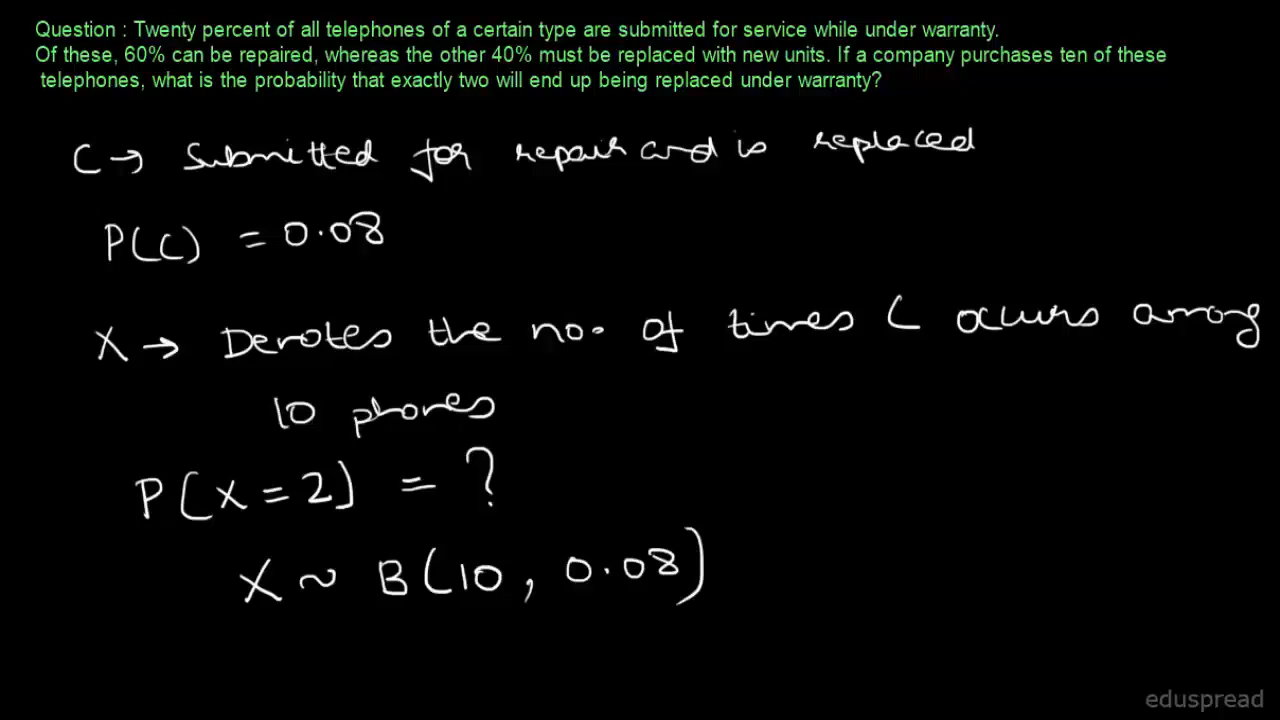 Question : Twenty percent of all telephones of a certain type are submitted for service while under warranty.
Of these, 60% can be repaired, whereas the other 40% must be replaced with new units. If a company purchases ten of these
telephones, what is the probability that exactly two will end up being replaced under warranty?
C → Submitted for repair and is replaced
P(C) = 0.08
X → Denotes the no. of times C occurs among
10 phones
P(X=2) = ?
X ~ B(10, 0.08)
eduspread